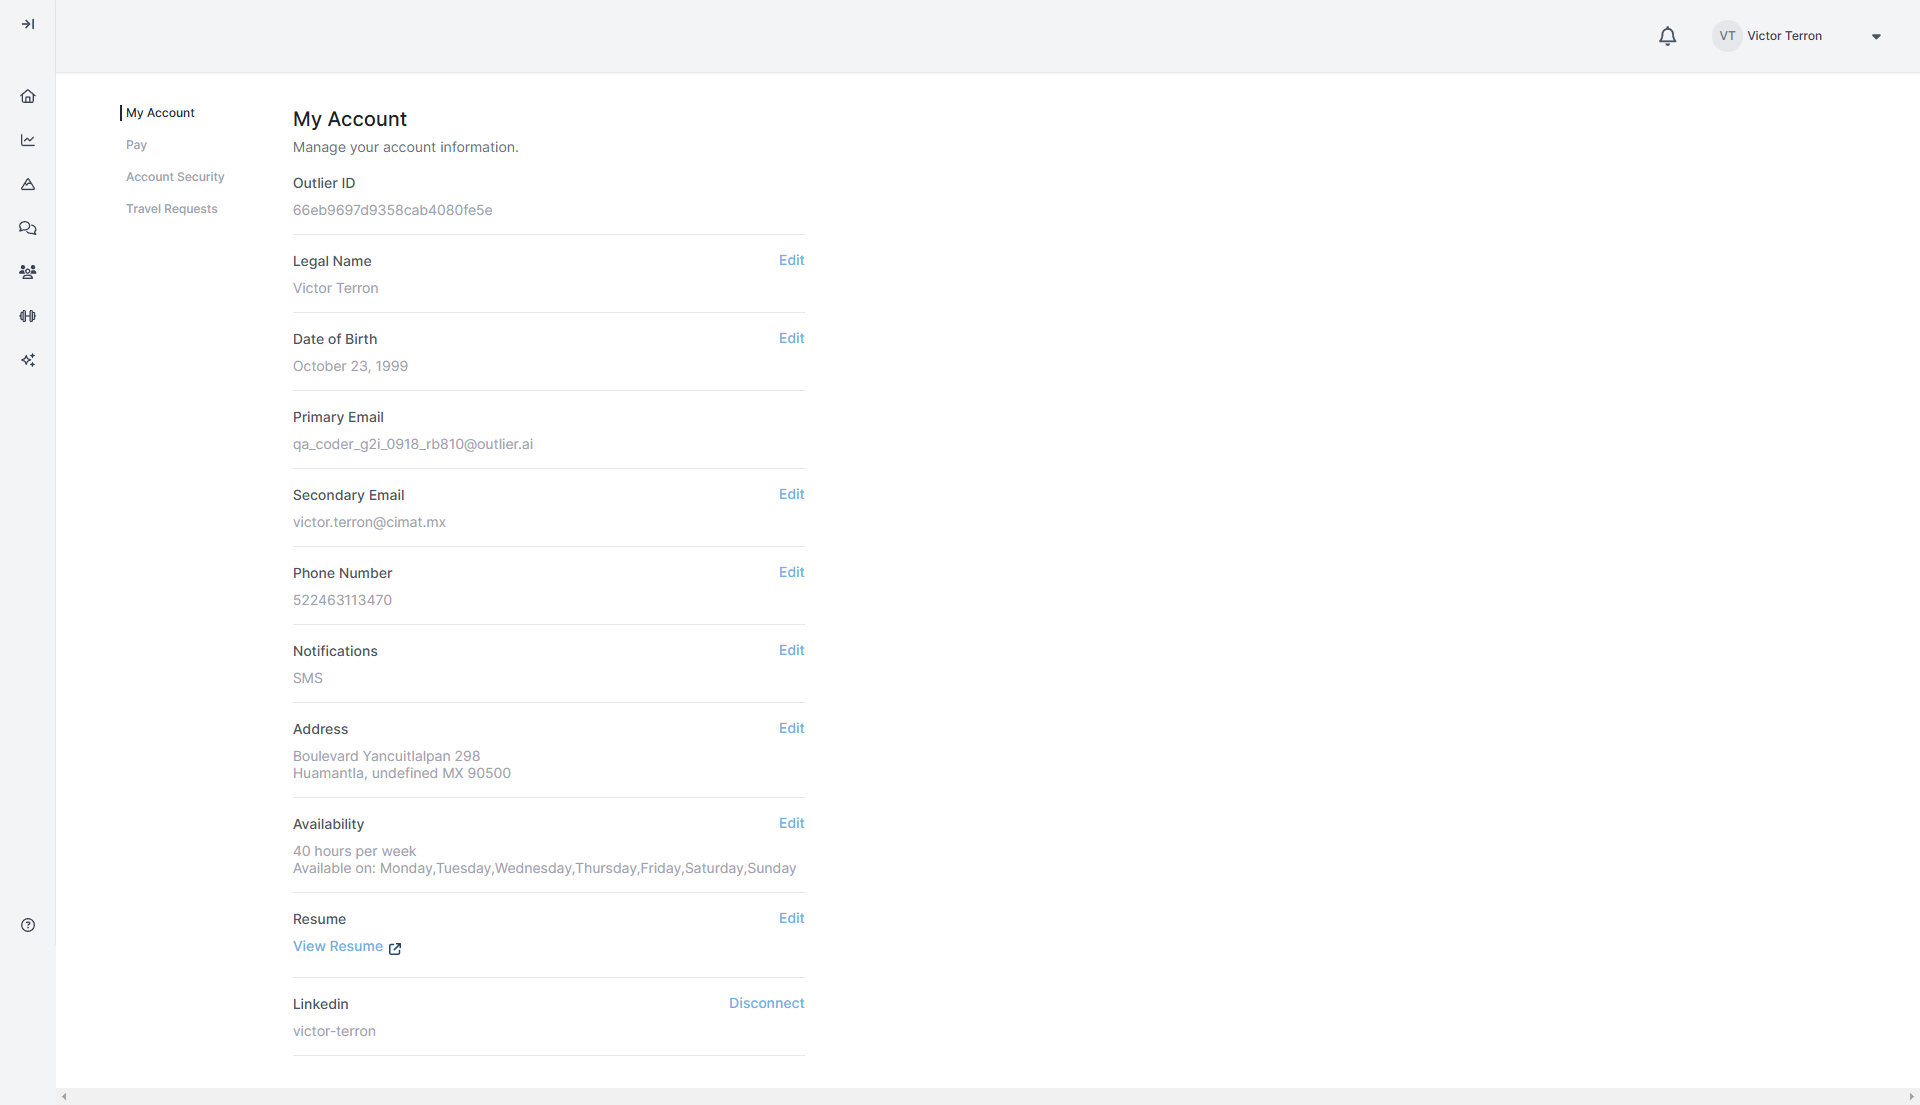 VT Victor Terron
My Account
Pay
Account Security
Travel Requests
My Account
Manage your account information.
Outlier ID
66eb9697d9358cab4080fe5e
Legal Name Edit
Victor Terron
Date of Birth Edit
October 23, 1999
Primary Email
qa_coder_g2i_0918_rb810@outlier.ai
Secondary Email Edit
victor.terron@cimat.mx
Phone Number Edit
522463113470
Notifications Edit
SMS
Address Edit
Boulevard Yancuitlalpan 298
Huamantla, undefined MX 90500
Availability Edit
40 hours per week
Available on: Monday,Tuesday,Wednesday,Thursday,Friday,Saturday,Sunday
Resume Edit
View Resume
Linkedin Disconnect
victor-terron